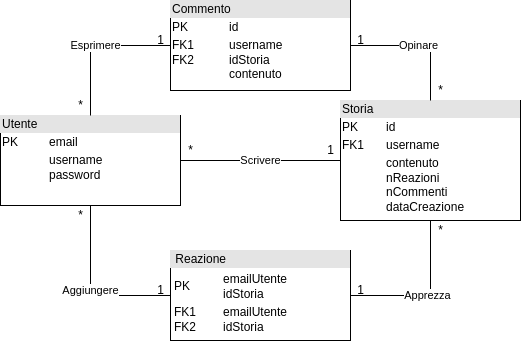 Commento
PK id
FK1 username
FK2 idStoria
contenuto
Esprimere 1
1 Opinare
*
*
Utente
PK email
username
password
Storia
PK id
FK1 username
contenuto
nReazioni
nCommenti
dataCreazione
* Scrivere 1
*
*
Reazione
PK emailUtente
idStoria
FK1 emailUtente
FK2 idStoria
Aggiungere 1
1 Apprezza